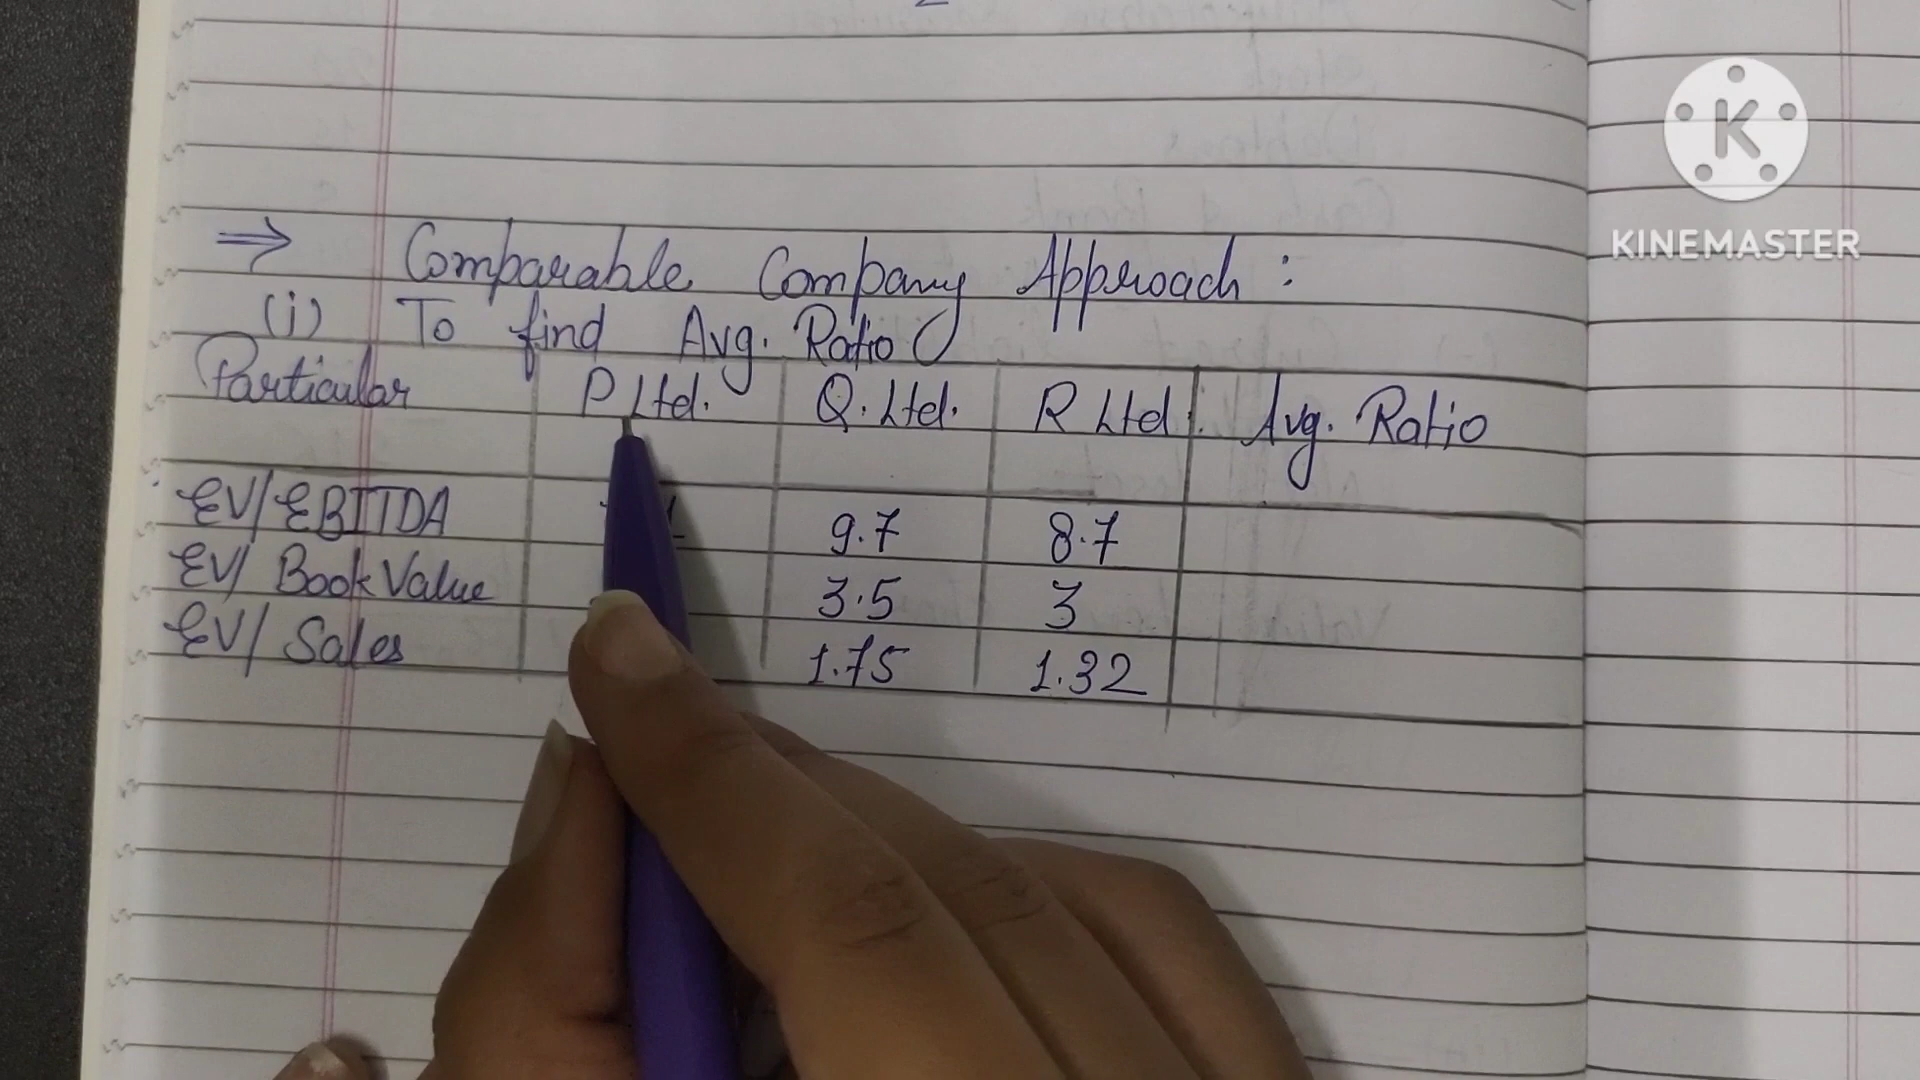 K
KINEMASTER
⇒ Comparable Company Approach :
(i) To find Avg. Ratio
Particular P Ltd. Q. Ltd. R Ltd. Avg. Ratio
EV/EBITDA 9.7 8.7
EV/ Book Value 3.5 3
EV/ Sales 1.75 1.32